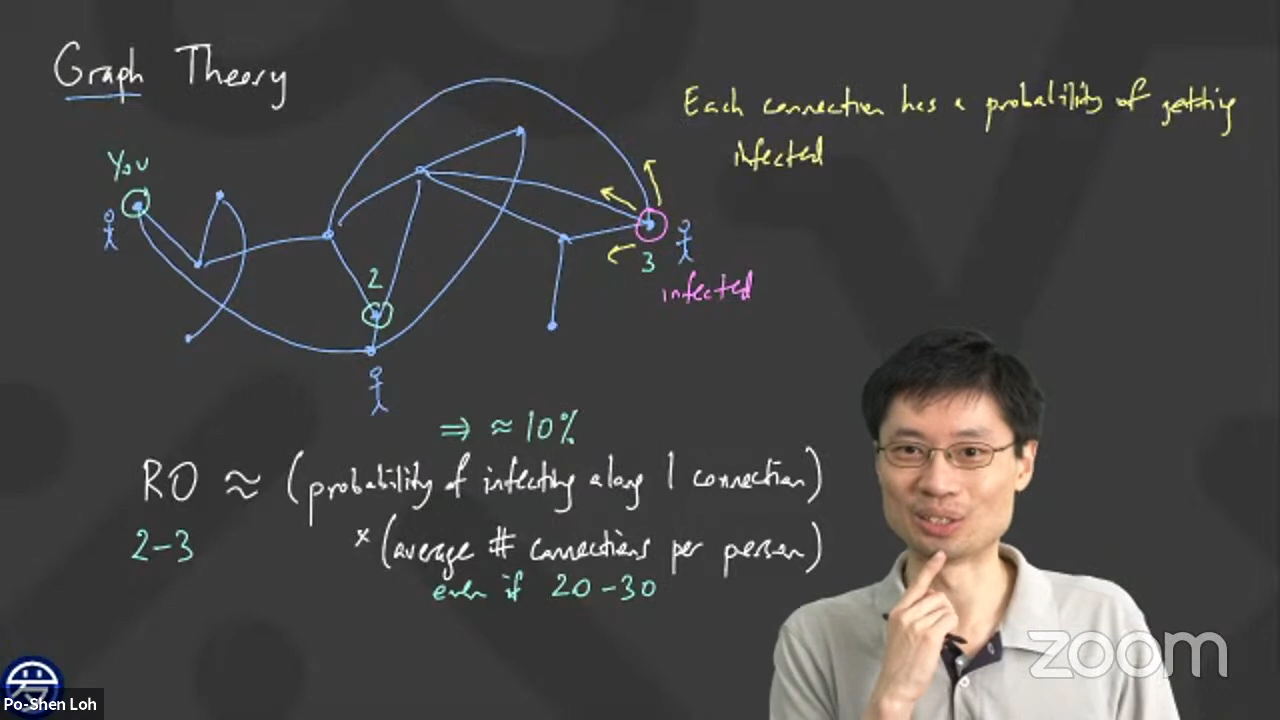 Graph Theory
Each connection has a probability of getting
infected
You
2
3
infected
⇒ ≈ 10%
R0 ≈ (probability of infecting along 1 connection)
2-3
× (average # connections per person)
even if 20-30
zoom
Po-Shen Loh